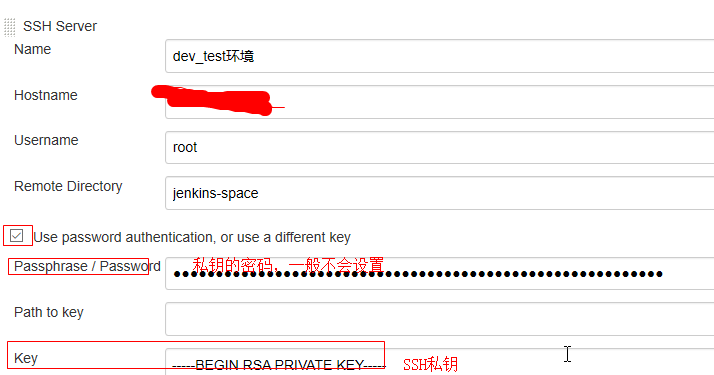 SSH Server
Name
dev_test环境
Hostname
Username
root
Remote Directory
jenkins-space
Use password authentication, or use a different key
Passphrase / Password
私钥的密码，一般不会设置
Path to key
Key
-----BEGIN RSA PRIVATE KEY-----
SSH私钥